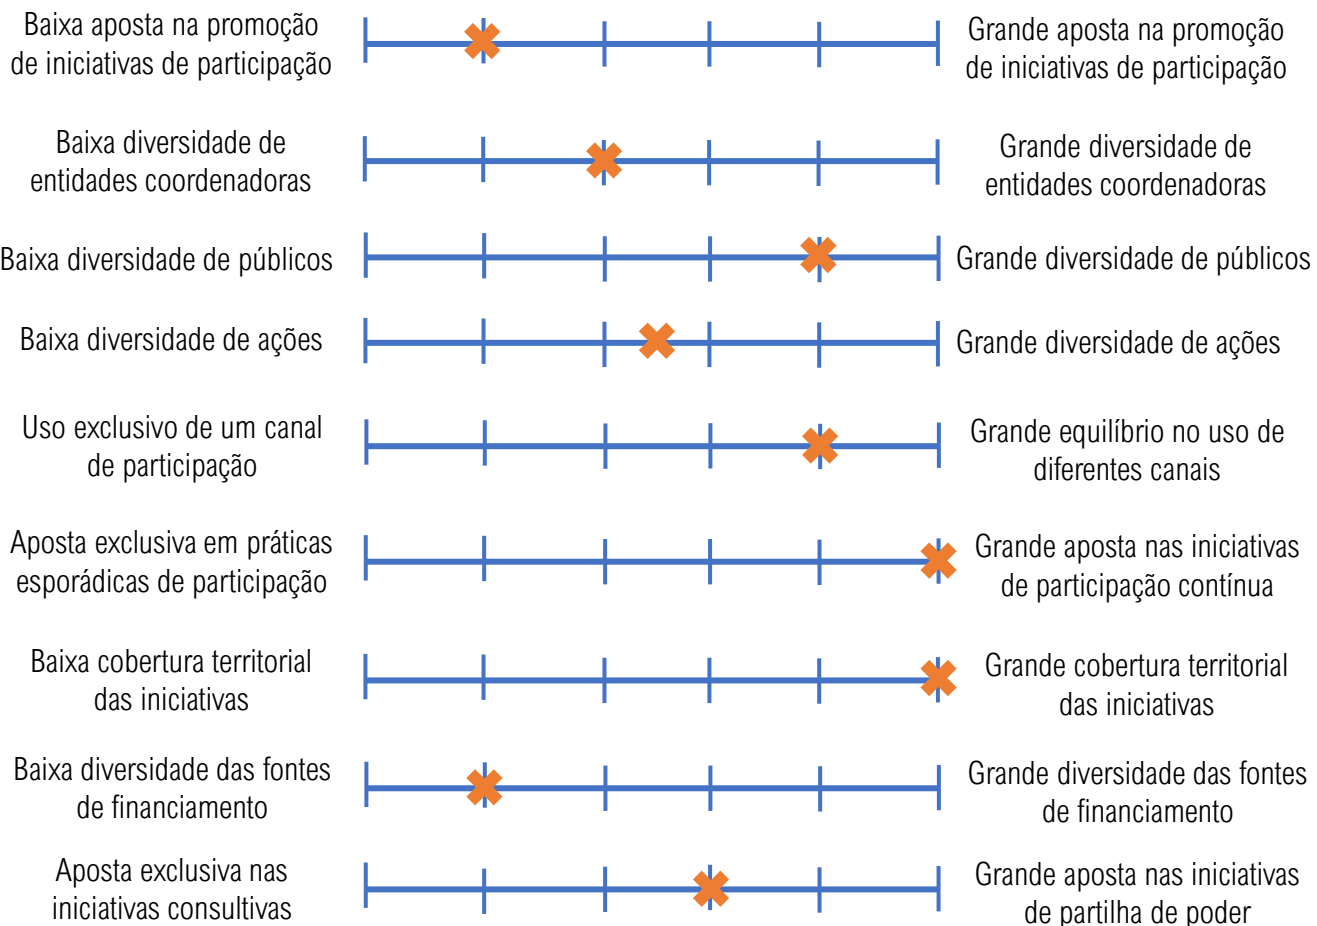 Baixa aposta na promoção
de iniciativas de participação
Grande aposta na promoção
de iniciativas de participação
Baixa diversidade de
entidades coordenadoras
Grande diversidade de
entidades coordenadoras
Baixa diversidade de públicos
Grande diversidade de públicos
Baixa diversidade de ações
Grande diversidade de ações
Uso exclusivo de um canal
de participação
Grande equilíbrio no uso de
diferentes canais
Aposta exclusiva em práticas
esporádicas de participação
Grande aposta nas iniciativas
de participação contínua
Baixa cobertura territorial
das iniciativas
Grande cobertura territorial
das iniciativas
Baixa diversidade das fontes
de financiamento
Grande diversidade das fontes
de financiamento
Aposta exclusiva nas
iniciativas consultivas
Grande aposta nas iniciativas
de partilha de poder